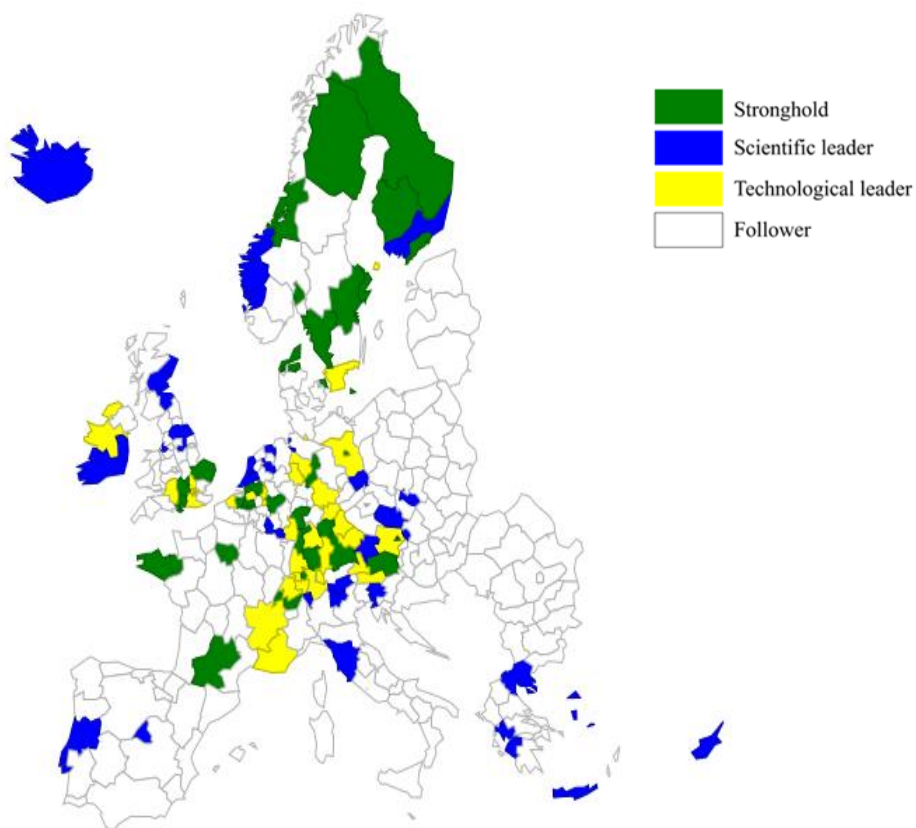 Stronghold
Scientific leader
Technological leader
Follower